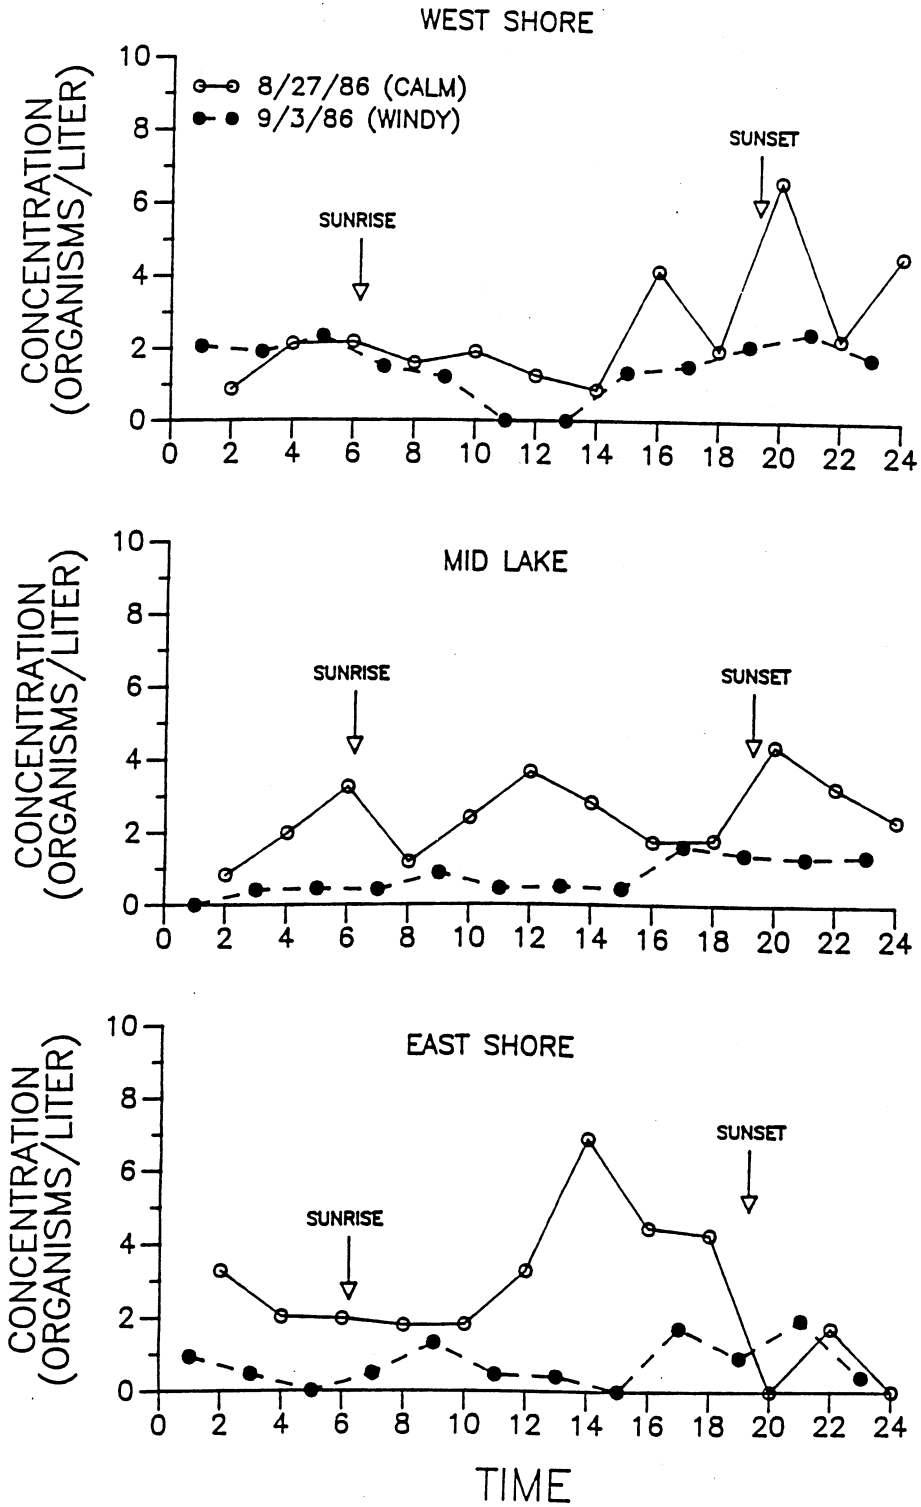 WEST SHORE
CONCENTRATION
(ORGANISMS/LITER)
10
8
6
4
2
0
8/27/86 (CALM)
9/3/86 (WINDY)
SUNRISE
SUNSET
0 2 4 6 8 10 12 14 16 18 20 22 24
MID LAKE
CONCENTRATION
(ORGANISMS/LITER)
10
8
6
4
2
0
SUNRISE
SUNSET
0 2 4 6 8 10 12 14 16 18 20 22 24
EAST SHORE
CONCENTRATION
(ORGANISMS/LITER)
10
8
6
4
2
0
SUNRISE
SUNSET
0 2 4 6 8 10 12 14 16 18 20 22 24
TIME